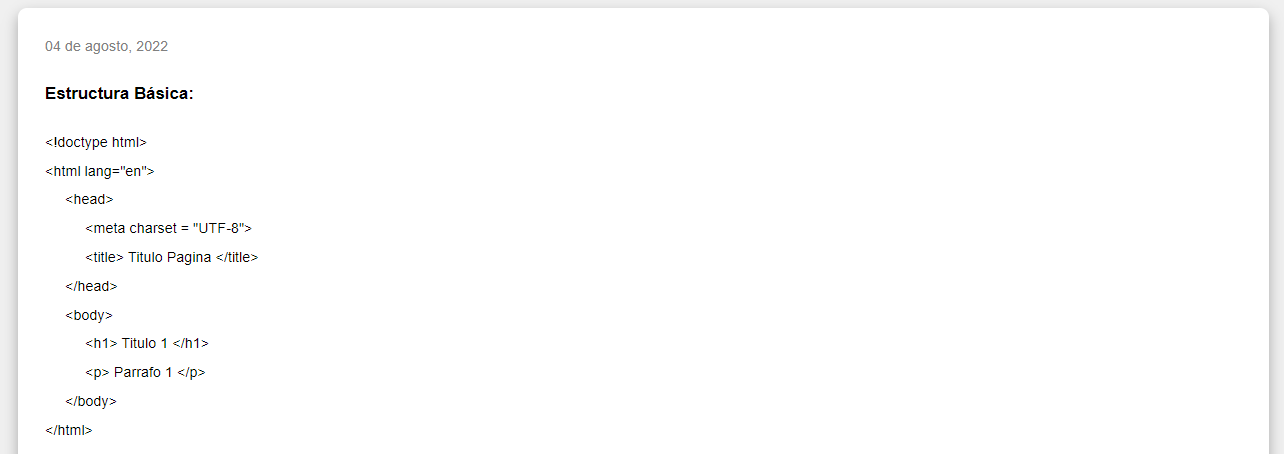 04 de agosto, 2022
Estructura Básica:
<!doctype html>
<html lang="en">
<head>
<meta charset = "UTF-8">
<title> Titulo Pagina </title>
</head>
<body>
<h1> Titulo 1 </h1>
<p> Parrafo 1 </p>
</body>
</html>